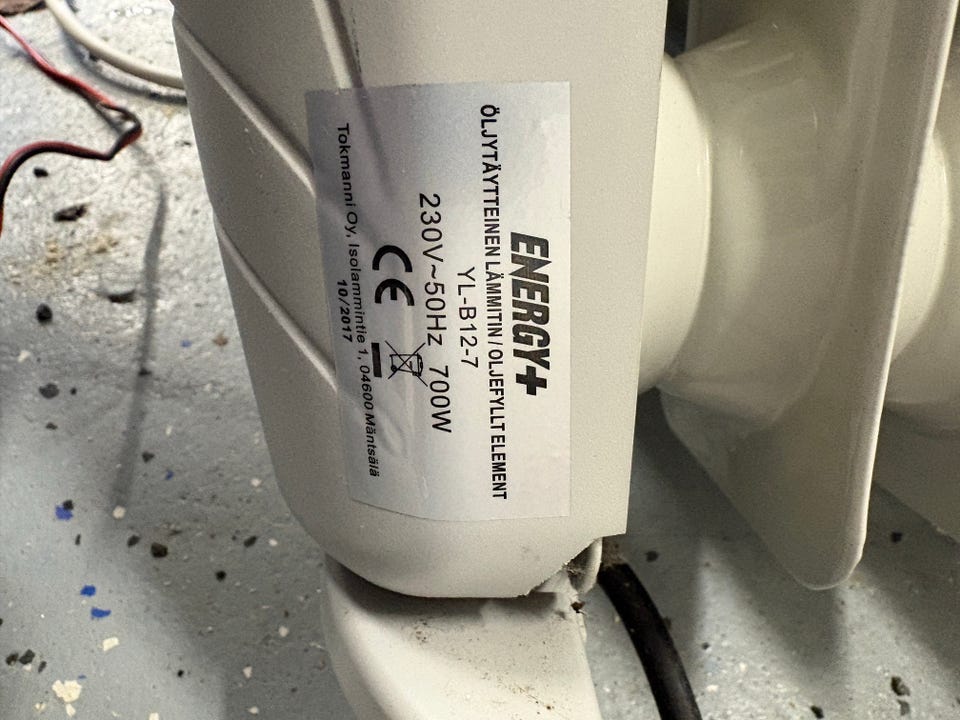 ENERGY+
ÖLJYTÄYTTEINEN LÄMMITIN / OLJEFYLLT ELEMENT
YL-B12-7
230V~50Hz 700W
CE
Tokmanni Oy, Isolammintie 1, 04600 Mäntsälä
10/2017